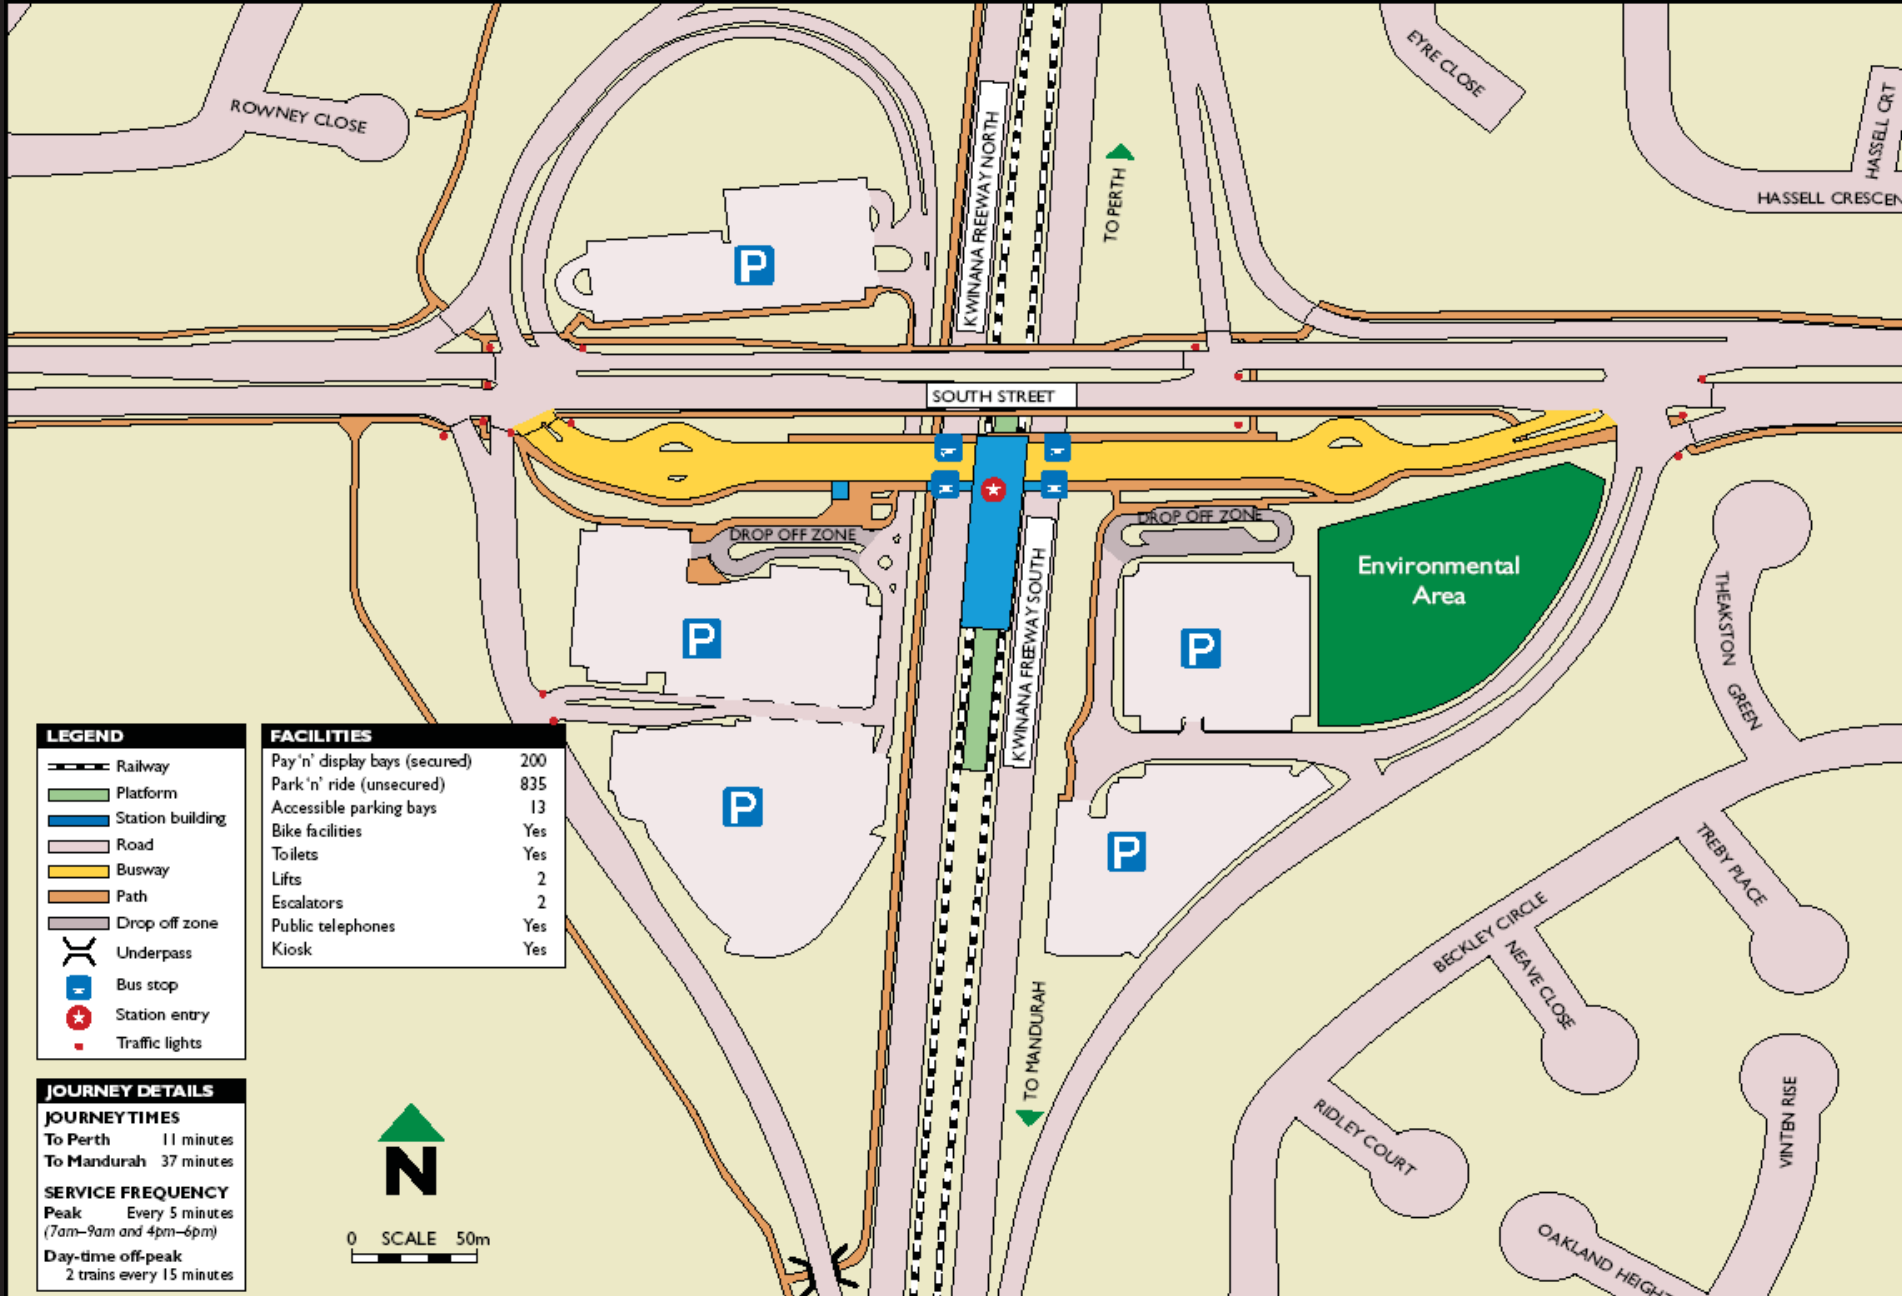 ROWNEY CLOSE
EYRE CLOSE
HASSELL CRT
HASSELL CRESCEN
KWINANA FREEWAY NORTH
TO PERTH
P
SOUTH STREET
DROP OFF ZONE
DROP OFF ZONE
Environmental
Area
P
P
KWINANA FREEWAY SOUTH
THEAKSTON GREEN
P
P
TREBY PLACE
BECKLEY CIRCLE
NEAVE CLOSE
TO MANDURAH
RIDLEY COURT
VINTEN RISE
OAKLAND HEIGHT
LEGEND
Railway
Platform
Station building
Road
Busway
Path
Drop off zone
Underpass
Bus stop
Station entry
Traffic lights
FACILITIES
Pay 'n' display bays (secured) 200
Park 'n' ride (unsecured) 835
Accessible parking bays 13
Bike facilities Yes
Toilets Yes
Lifts 2
Escalators 2
Public telephones Yes
Kiosk Yes
JOURNEY DETAILS
JOURNEY TIMES
To Perth 11 minutes
To Mandurah 37 minutes
SERVICE FREQUENCY
Peak Every 5 minutes
(7am–9am and 4pm–6pm)
Day-time off-peak
2 trains every 15 minutes
N
0 SCALE 50m